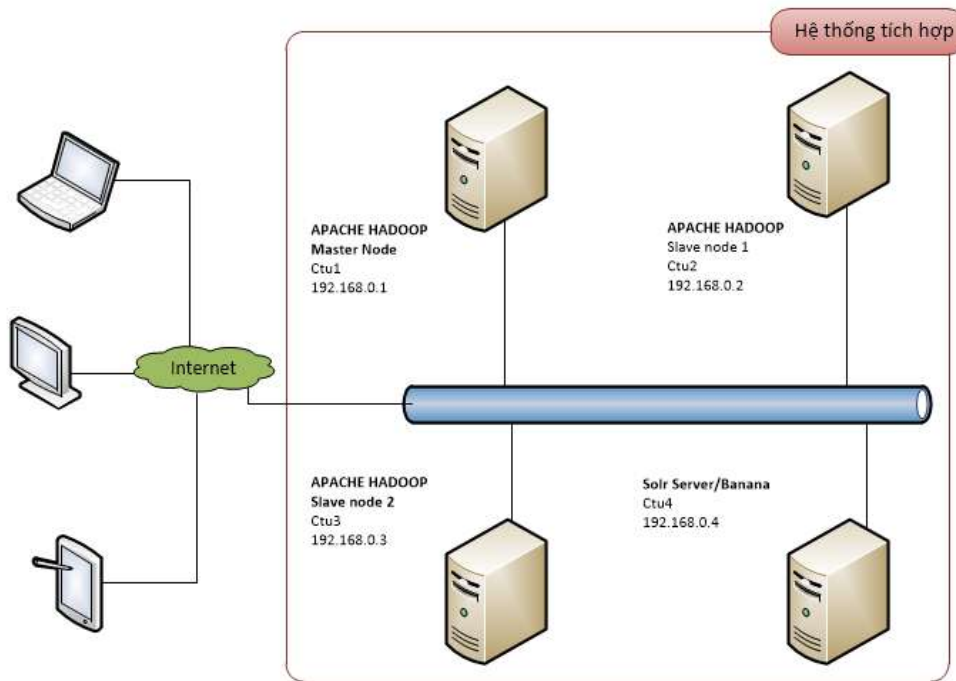 Hệ thống tích hợp
APACHE HADOOP
Master Node
Ctu1
192.168.0.1
APACHE HADOOP
Slave node 1
Ctu2
192.168.0.2
Internet
APACHE HADOOP
Slave node 2
Ctu3
192.168.0.3
Solr Server/Banana
Ctu4
192.168.0.4